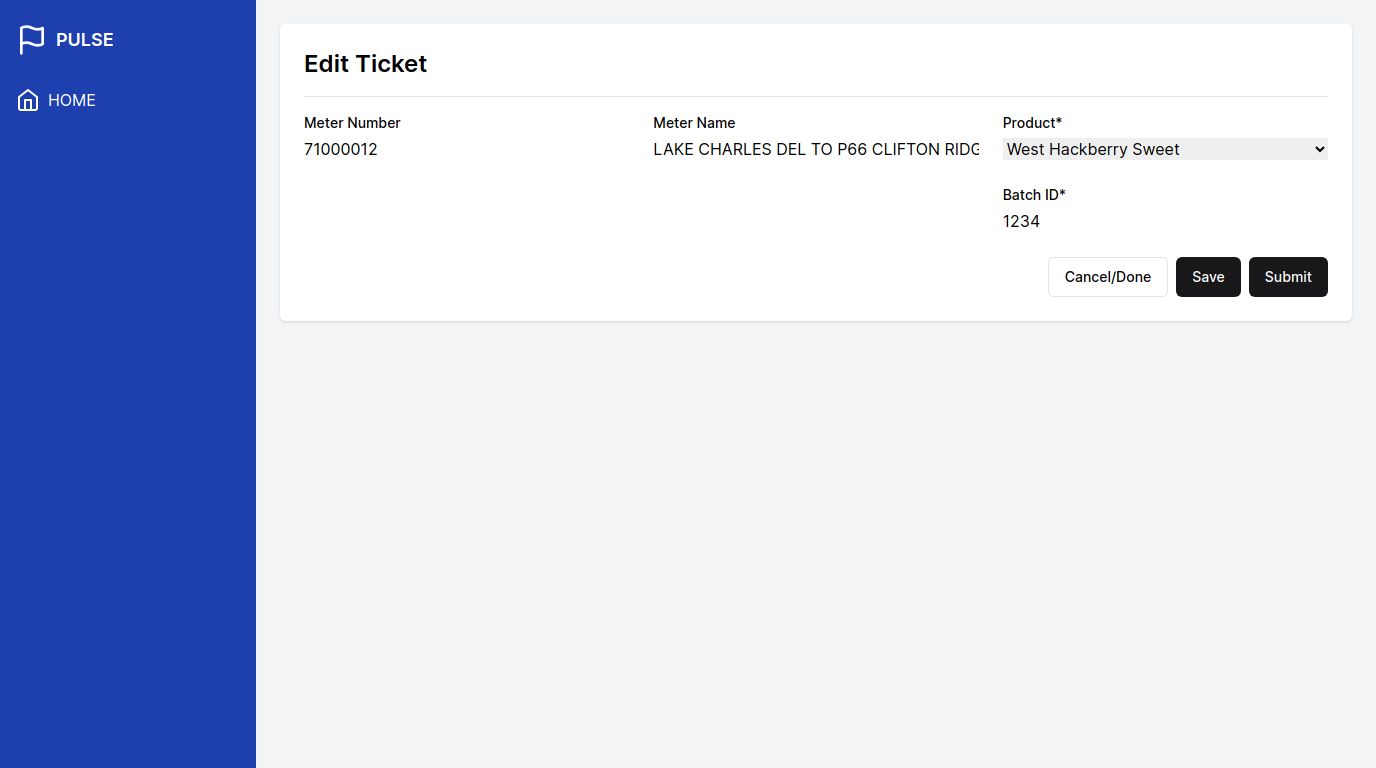 PULSE
HOME
Edit Ticket
Meter Number
71000012
Meter Name
LAKE CHARLES DEL TO P66 CLIFTON RIDG
Product*
West Hackberry Sweet
Batch ID*
1234
Cancel/Done
Save
Submit